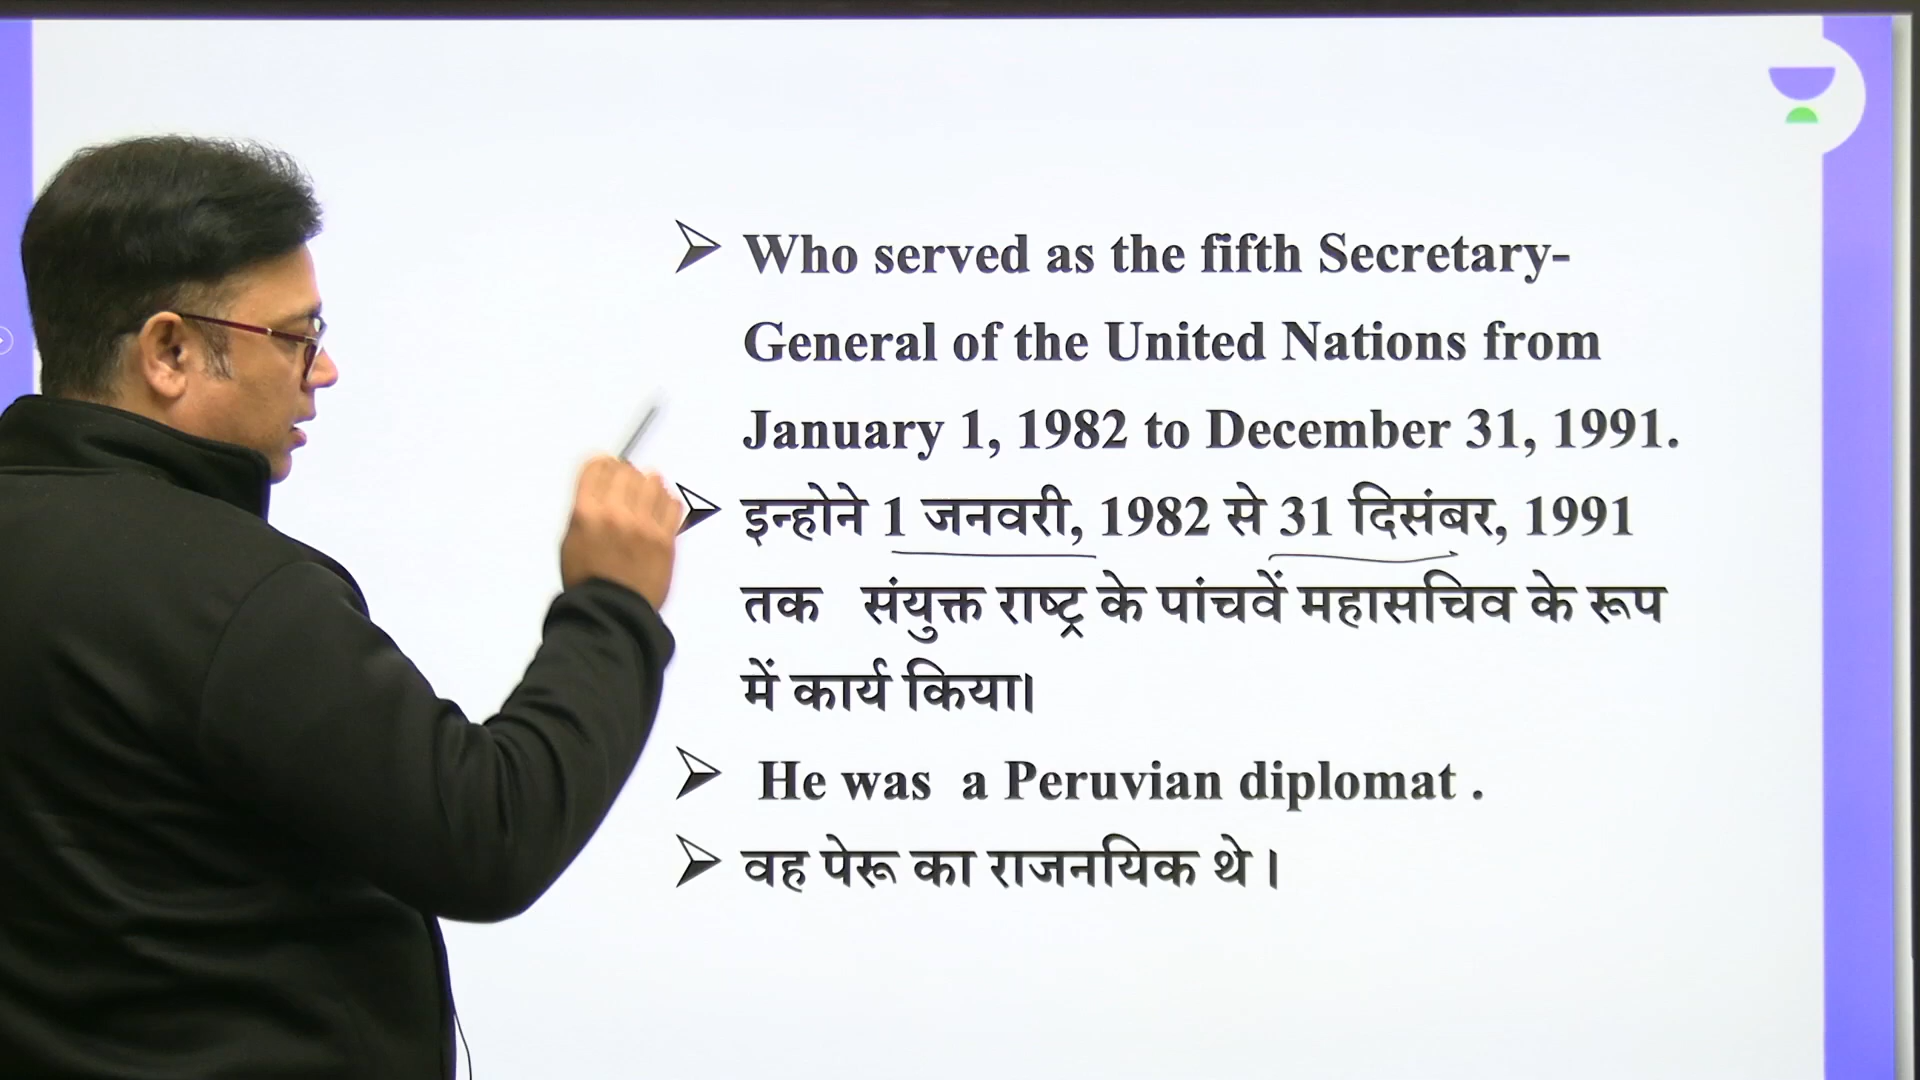 Who served as the fifth Secretary-
General of the United Nations from
January 1, 1982 to December 31, 1991.
इन्होने 1 जनवरी, 1982 से 31 दिसंबर, 1991
तक संयुक्त राष्ट्र के पांचवें महासचिव के रूप
में कार्य किया।
He was a Peruvian diplomat .
वह पेरू का राजनयिक थे ।